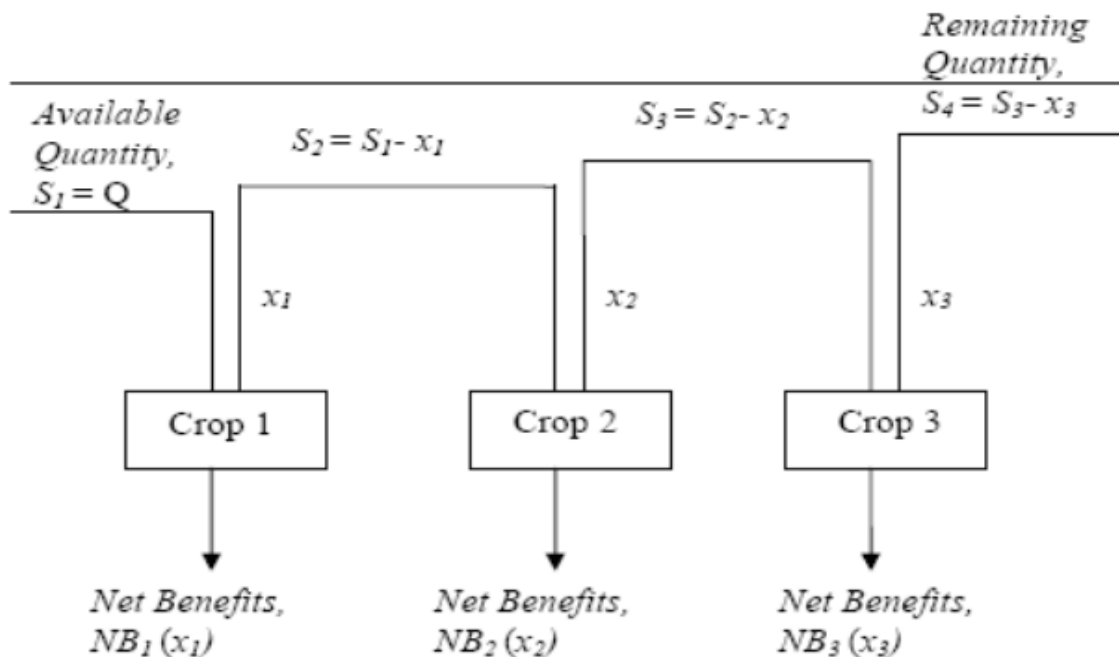 Remaining
Quantity,
S₄ = S₃- x₃
Available
Quantity,
S₁ = Q
S₂ = S₁- x₁
S₃ = S₂- x₂
x₁
x₂
x₃
Crop 1
Crop 2
Crop 3
Net Benefits,
NB₁ (x₁)
Net Benefits,
NB₂ (x₂)
Net Benefits,
NB₃ (x₃)